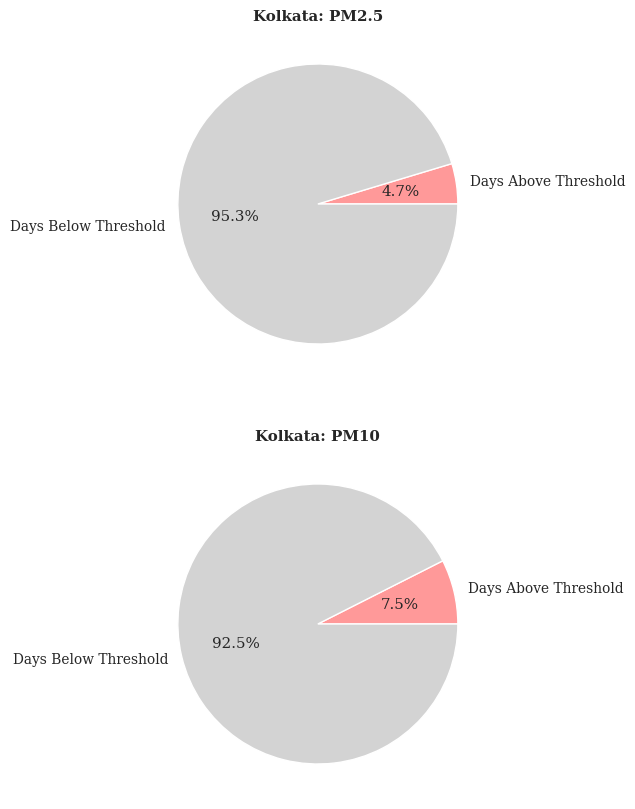 Kolkata: PM2.5
Days Above Threshold
4.7%
95.3%
Days Below Threshold
Kolkata: PM10
Days Above Threshold
7.5%
92.5%
Days Below Threshold